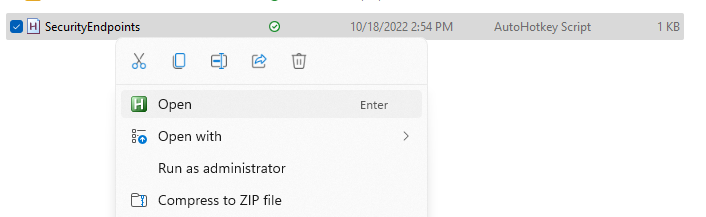 SecurityEndpoints 10/18/2022 2:54 PM AutoHotkey Script 1 KB
Open Enter
Open with
Run as administrator
Compress to ZIP file